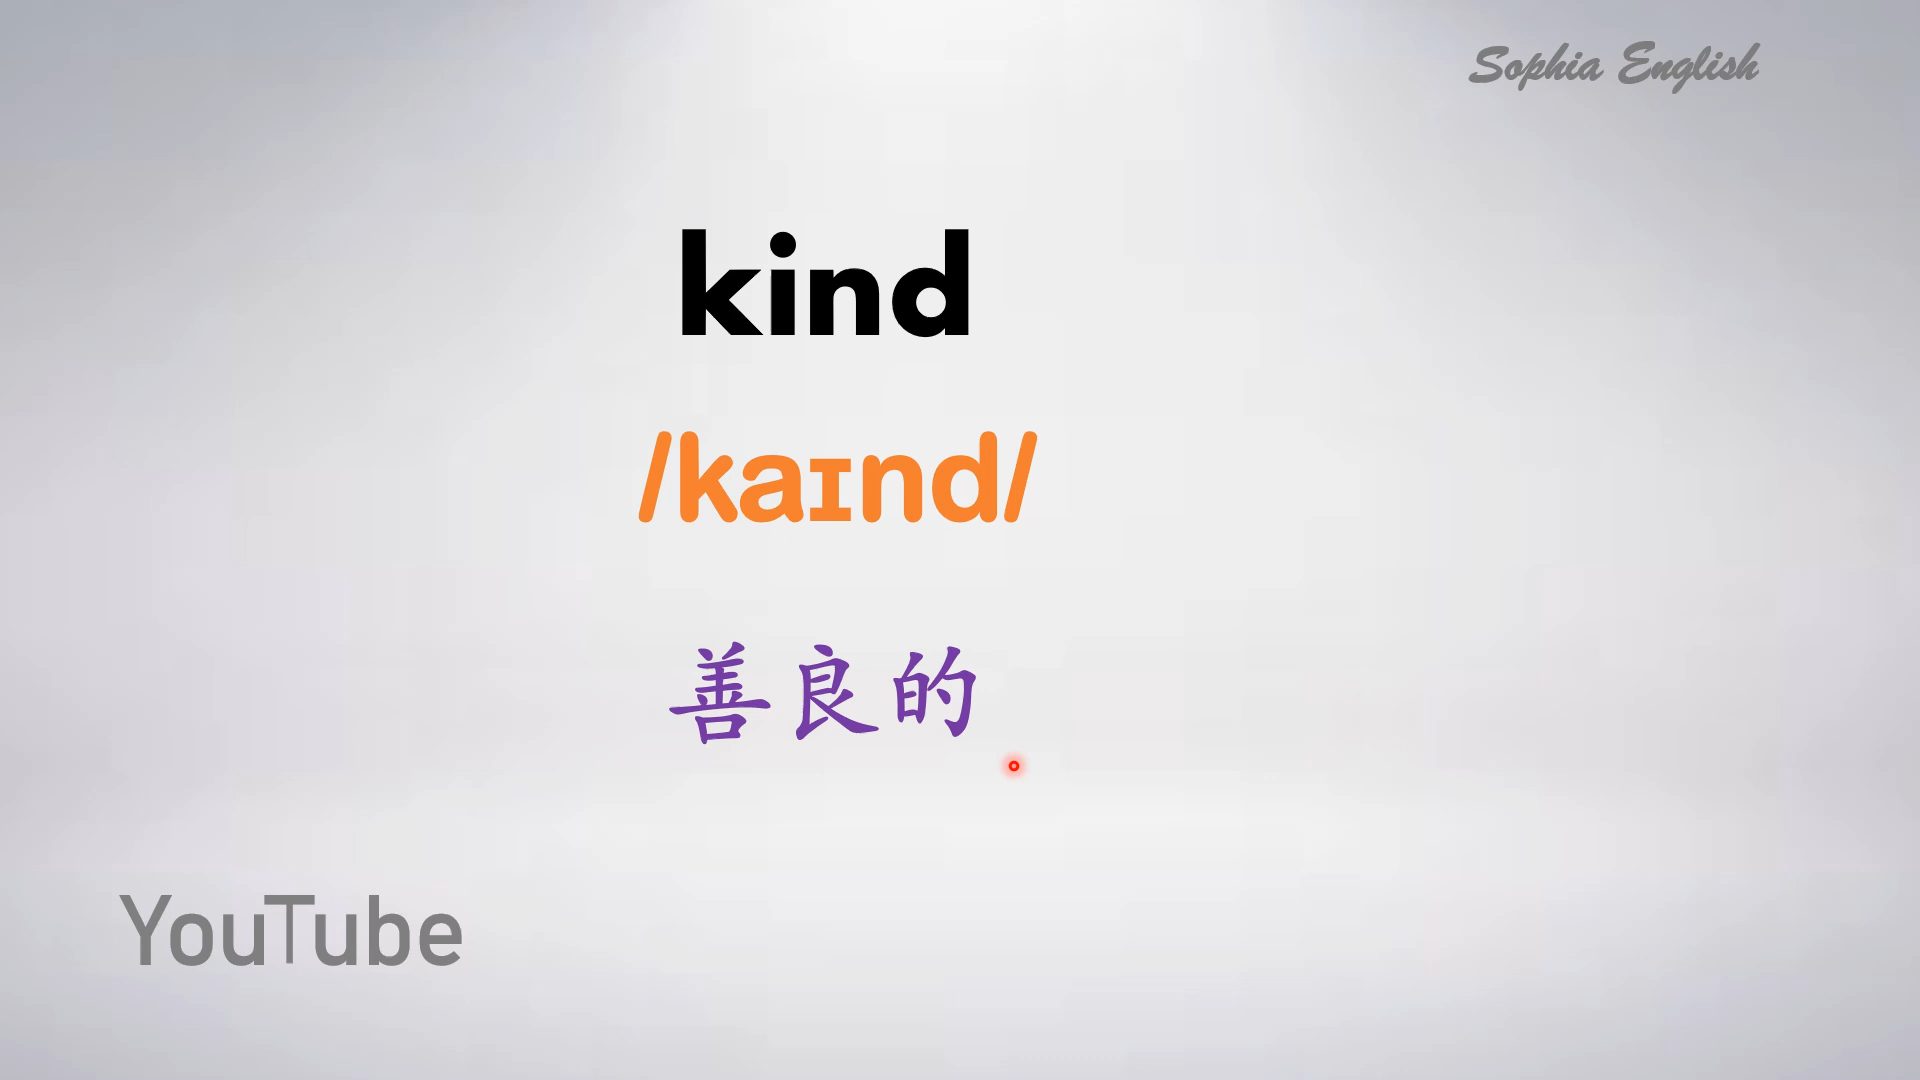 Sophia English
kind
/kaɪnd/
善良的
YouTube